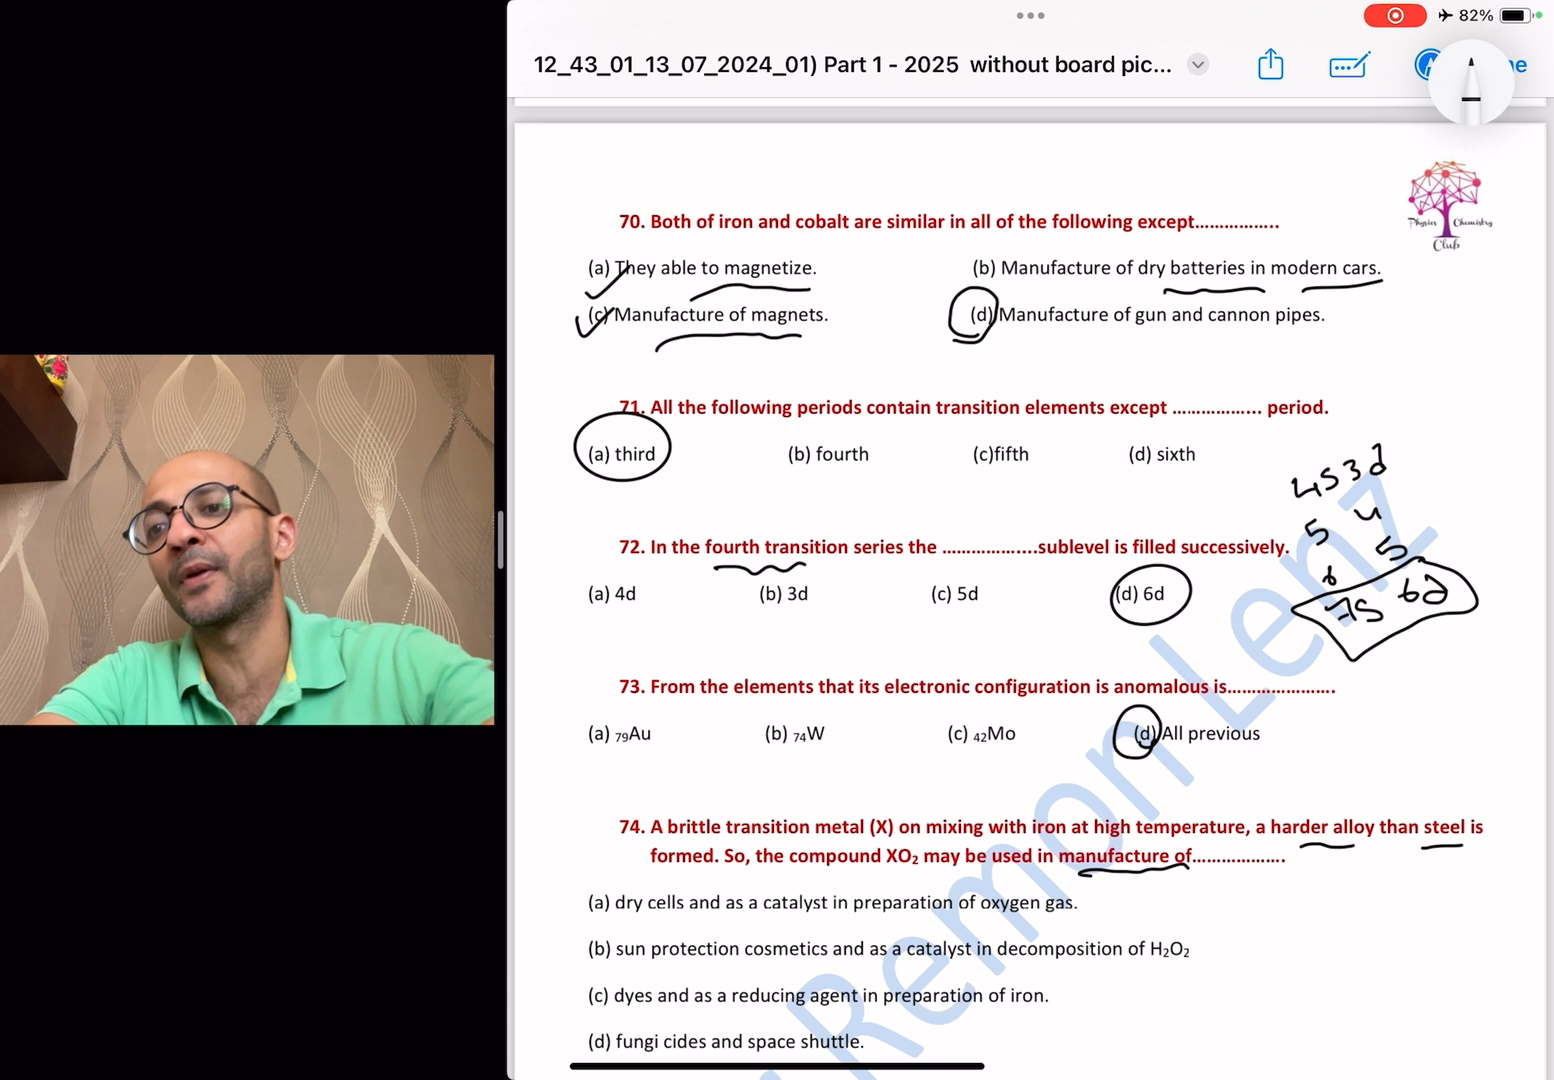 82%
12_43_01_13_07_2024_01) Part 1 - 2025 without board pic...
Physics Chemistry
Club
70. Both of iron and cobalt are similar in all of the following except................
(a) They able to magnetize. (b) Manufacture of dry batteries in modern cars.
(c) Manufacture of magnets. (d) Manufacture of gun and cannon pipes.
71. All the following periods contain transition elements except ................ period.
(a) third (b) fourth (c)fifth (d) sixth
4s 3d
5 4
72. In the fourth transition series the ...................sublevel is filled successively.
5
6
(a) 4d (b) 3d (c) 5d (d) 6d
7s 6d
73. From the elements that its electronic configuration is anomalous is.....................
(a) ₇₉Au (b) ₇₄W (c) ₄₂Mo (d) All previous
74. A brittle transition metal (X) on mixing with iron at high temperature, a harder alloy than steel is
formed. So, the compound XO₂ may be used in manufacture of..................
(a) dry cells and as a catalyst in preparation of oxygen gas.
(b) sun protection cosmetics and as a catalyst in decomposition of H₂O₂
(c) dyes and as a reducing agent in preparation of iron.
(d) fungi cides and space shuttle.
Remon Lenz